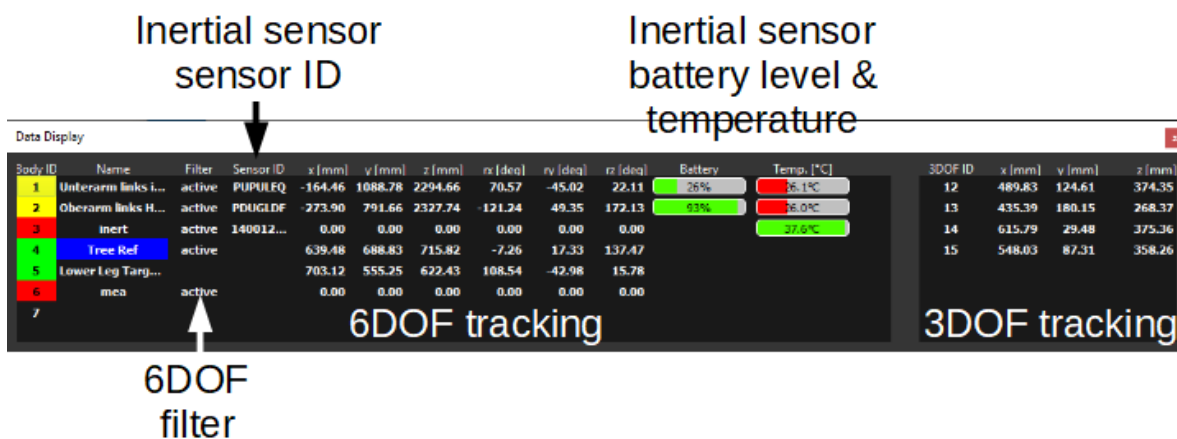 Inertial sensor
sensor ID
Inertial sensor
battery level &
temperature
Data Display
Body ID Name Filter Sensor ID x [mm] y [mm] z [mm] rx [deg] ry [deg] rz [deg] Battery Temp. [°C] 3DOF ID x [mm] y [mm] z [mm]
1 Unterarm links i... active PUPULEQ -164.46 1088.78 2294.66 70.57 -45.02 22.11 26% 26.1°C 12 489.83 124.61 374.35
2 Oberarm links H... active PDUGLDF -273.90 791.66 2327.74 -121.24 49.35 172.13 93% 26.0°C 13 435.39 180.15 268.37
3 inert active 140012... 0.00 0.00 0.00 0.00 0.00 0.00 37.6°C 14 615.79 29.48 375.36
4 Tree Ref active 639.48 688.83 715.82 -7.26 17.33 137.47 15 548.03 87.31 358.26
5 Lower Leg Targ... 703.12 555.25 622.43 108.54 -42.98 15.78
6 mea active 0.00 0.00 0.00 0.00 0.00 0.00
7
6DOF tracking 3DOF tracking
6DOF
filter